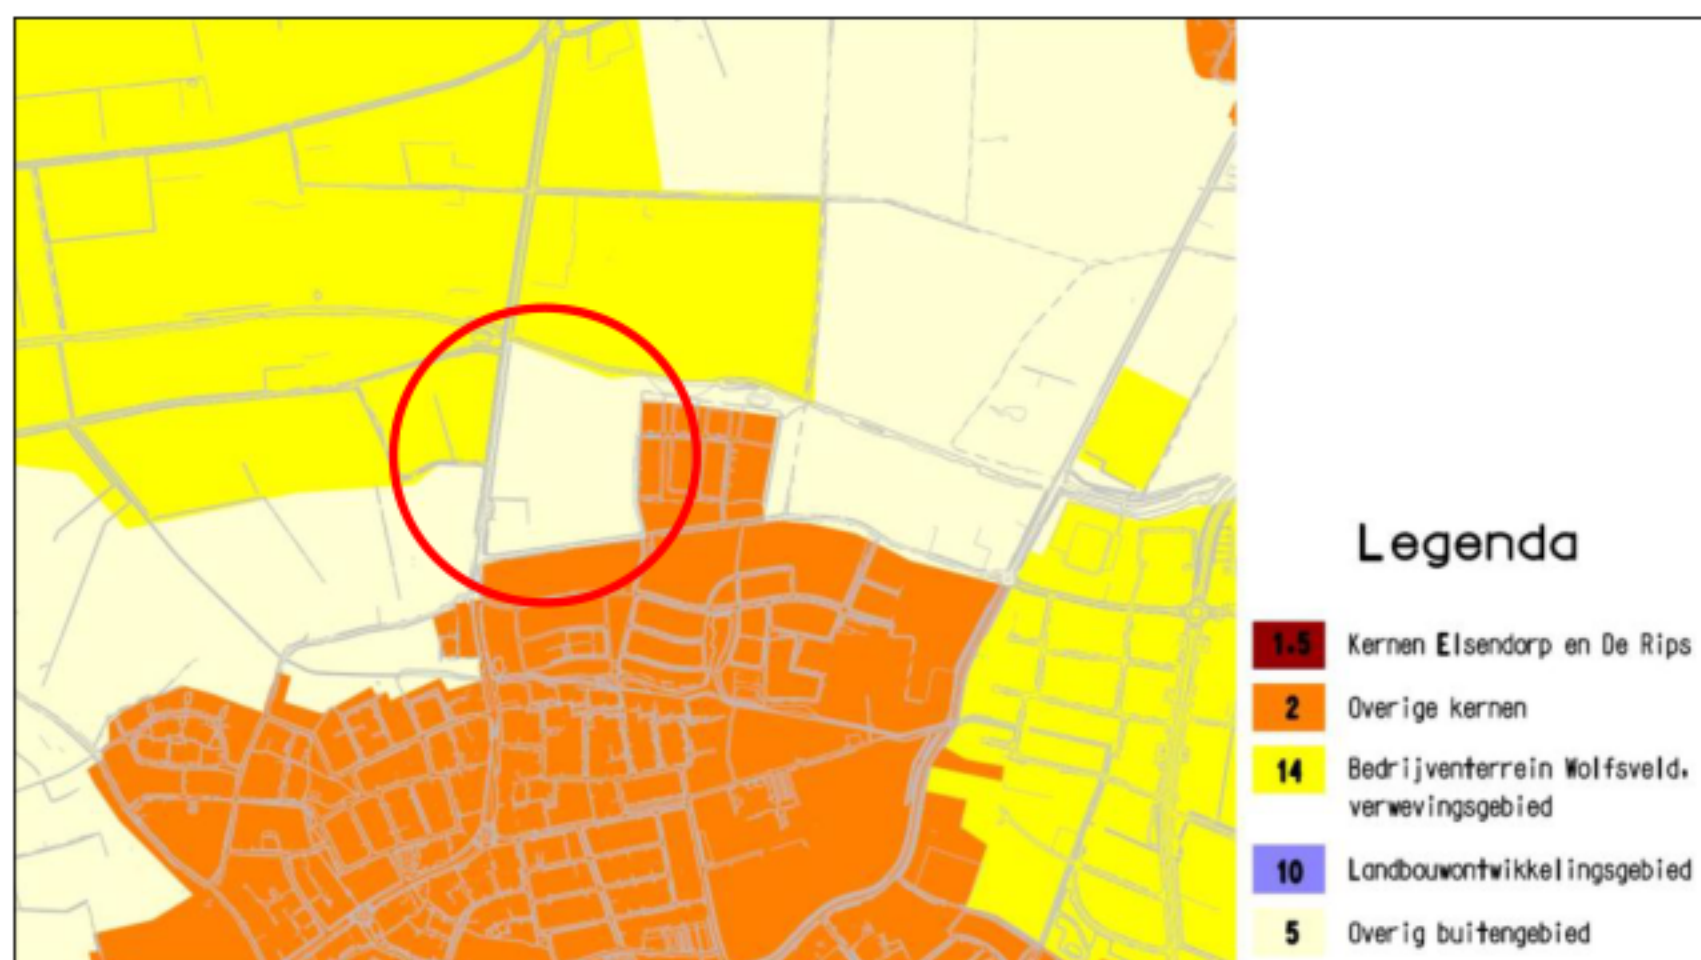 Legenda
1.5 Kernen Elsendorp en De Rips
2 Overige kernen
14 Bedrijventerrein Wolfsveld,
verwevingsgebied
10 Landbouwontwikkelingsgebied
5 Overig buitengebied